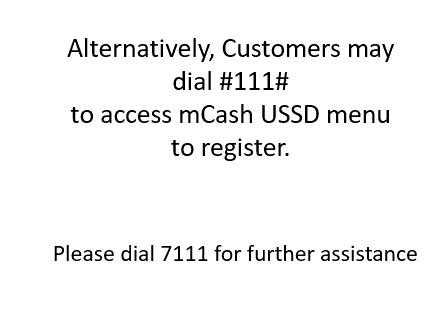 Alternatively, Customers may
dial #111#
to access mCash USSD menu
to register.
Please dial 7111 for further assistance